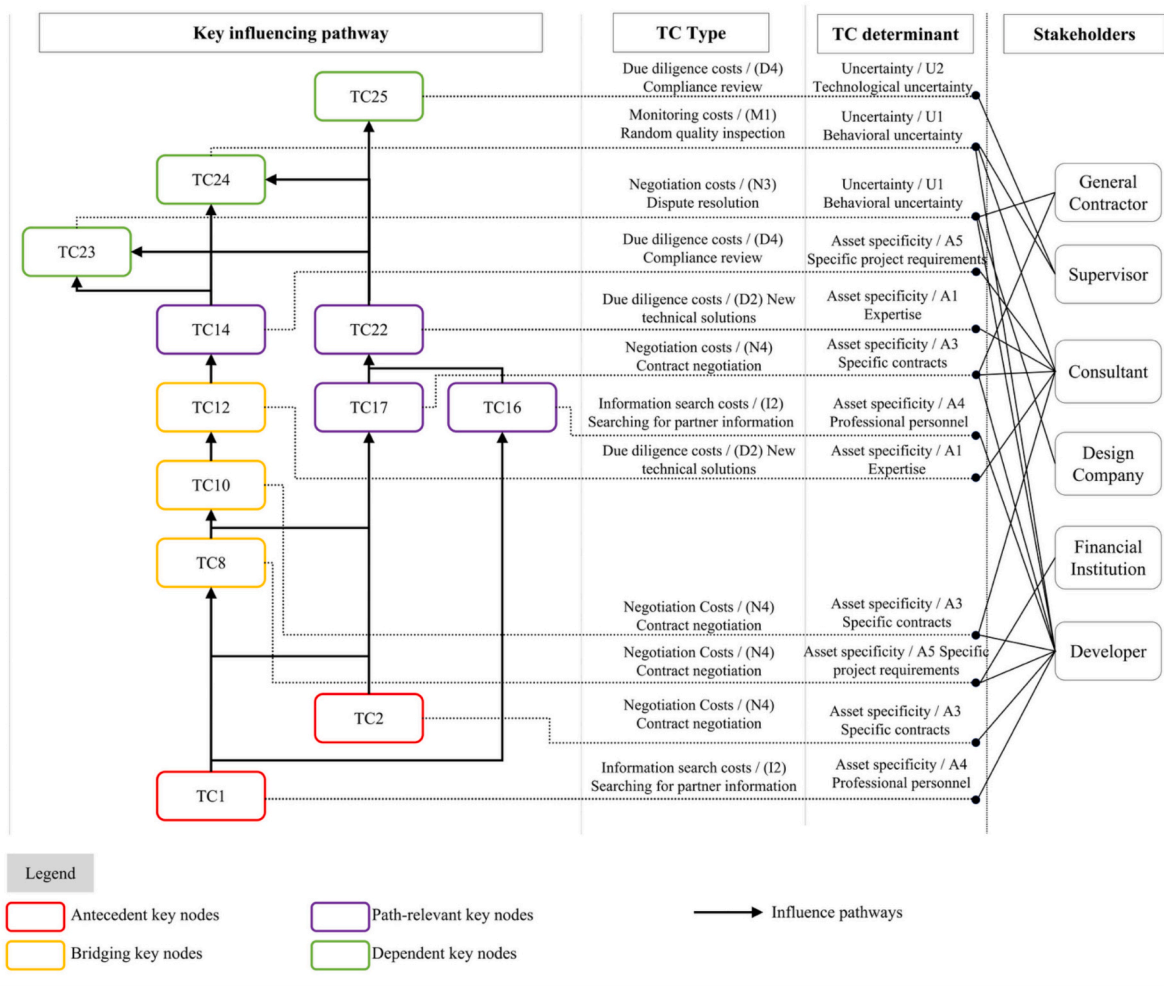 Key influencing pathway
TC Type
TC determinant
Stakeholders
TC25
Due diligence costs / (D4)
Compliance review
Uncertainty / U2
Technological uncertainty
Monitoring costs / (M1)
Random quality inspection
Uncertainty / U1
Behavioral uncertainty
TC24
Negotiation costs / (N3)
Dispute resolution
Uncertainty / U1
Behavioral uncertainty
General
Contractor
TC23
Due diligence costs / (D4)
Compliance review
Asset specificity / A5
Specific project requirements
Supervisor
TC14
TC22
Due diligence costs / (D2) New
technical solutions
Asset specificity / A1
Expertise
Negotiation costs / (N4)
Contract negotiation
Asset specificity / A3
Specific contracts
Consultant
TC12
TC17
TC16
Information search costs / (I2)
Searching for partner information
Asset specificity / A4
Professional personnel
Due diligence costs / (D2) New
technical solutions
Asset specificity / A1
Expertise
Design
Company
TC10
TC8
Financial
Institution
Negotiation Costs / (N4)
Contract negotiation
Asset specificity / A3
Specific contracts
Negotiation Costs / (N4)
Contract negotiation
Asset specificity / A5 Specific
project requirements
Developer
TC2
Negotiation Costs / (N4)
Contract negotiation
Asset specificity / A3
Specific contracts
TC1
Information search costs / (I2)
Searching for partner information
Asset specificity / A4
Professional personnel
Legend
Antecedent key nodes
Path-relevant key nodes
Influence pathways
Bridging key nodes
Dependent key nodes